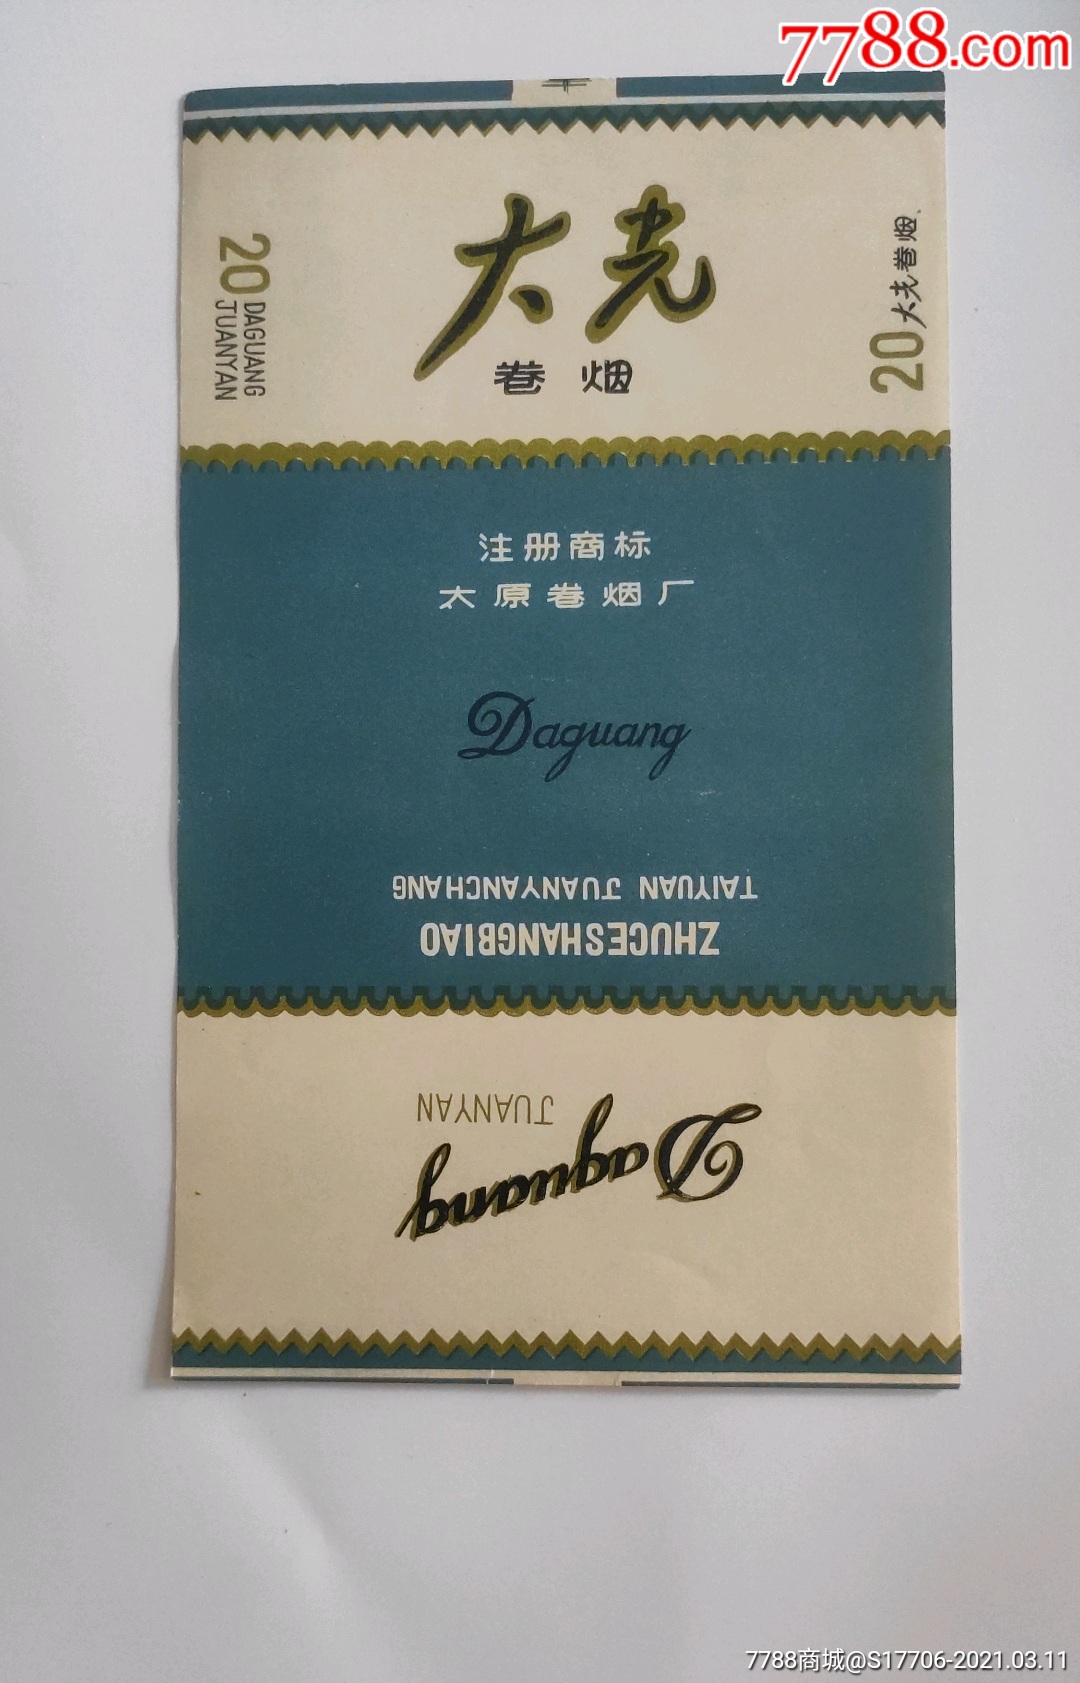 7788.com
大光
卷烟
20 DAGUANG
JUANYAN
20 大光卷烟
注册商标
太原卷烟厂
Daguang
TAIYUAN JUANYANCHANG
ZHUCESHANGBIAO
JUANYAN
Daguang
7788商城@S17706-2021.03.11